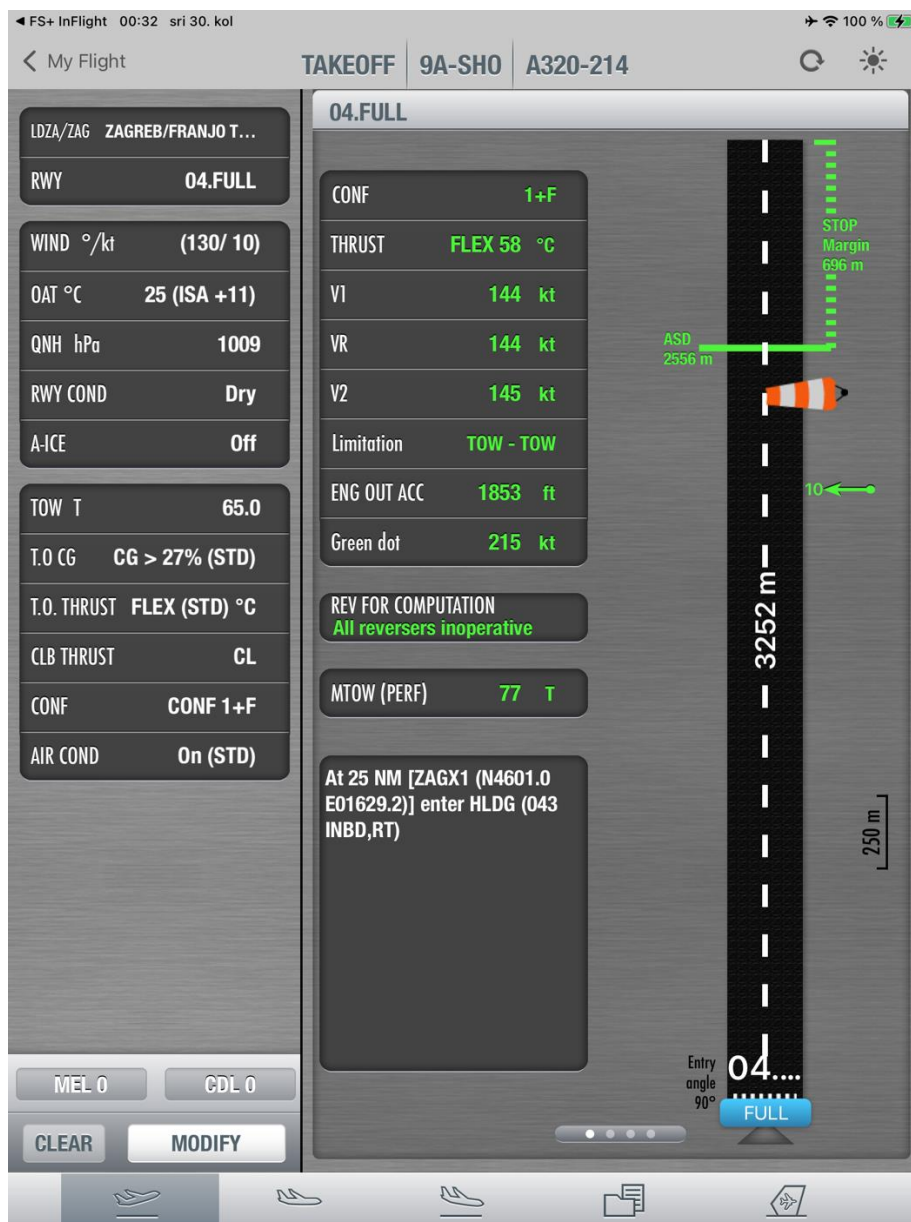 ◀ FS+ InFlight 00:32 sri 30. kol 100 %
My Flight TAKEOFF 9A-SHO A320-214
LDZA/ZAG ZAGREB/FRANJO T...
RWY 04.FULL
WIND °/kt (130/ 10)
OAT °C 25 (ISA +11)
QNH hPa 1009
RWY COND Dry
A-ICE Off
TOW T 65.0
T.O CG CG > 27% (STD)
T.O. THRUST FLEX (STD) °C
CLB THRUST CL
CONF CONF 1+F
AIR COND On (STD)
MEL 0 CDL 0
CLEAR MODIFY
04.FULL
CONF 1+F
THRUST FLEX 58 °C
V1 144 kt
VR 144 kt
V2 145 kt
Limitation TOW - TOW
ENG OUT ACC 1853 ft
Green dot 215 kt
REV FOR COMPUTATION
All reversers inoperative
MTOW (PERF) 77 T
At 25 NM [ZAGX1 (N4601.0
E01629.2)] enter HLDG (043
INBD,RT)
STOP
Margin
696 m
ASD
2556 m
10
3252 m
250 m
Entry
angle
90°
04....
FULL